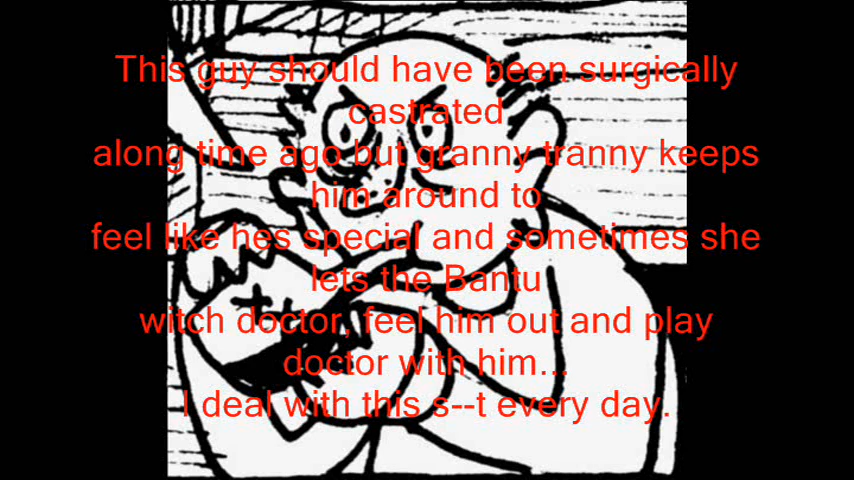 This guy should have been surgically
castrated
along time ago but granny tranny keeps
him around to
feel like hes special and sometimes she
lets the Bantu
witch doctor, feel him out and play
doctor with him...
I deal with this s--t every day.